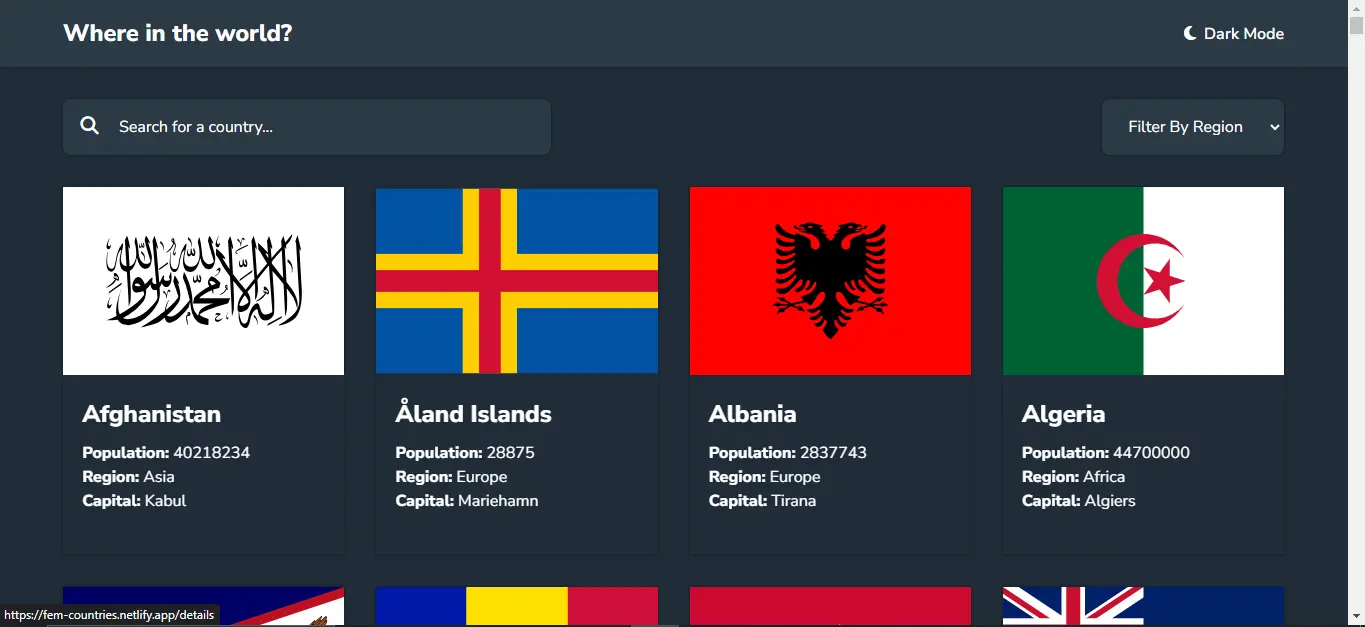 Where in the world?
Dark Mode
Search for a country...
Filter By Region
لا إله إلا الله محمد رسول الله
Afghanistan
Population: 40218234
Region: Asia
Capital: Kabul
Åland Islands
Population: 28875
Region: Europe
Capital: Mariehamn
Albania
Population: 2837743
Region: Europe
Capital: Tirana
Algeria
Population: 44700000
Region: Africa
Capital: Algiers
https://fem-countries.netlify.app/details